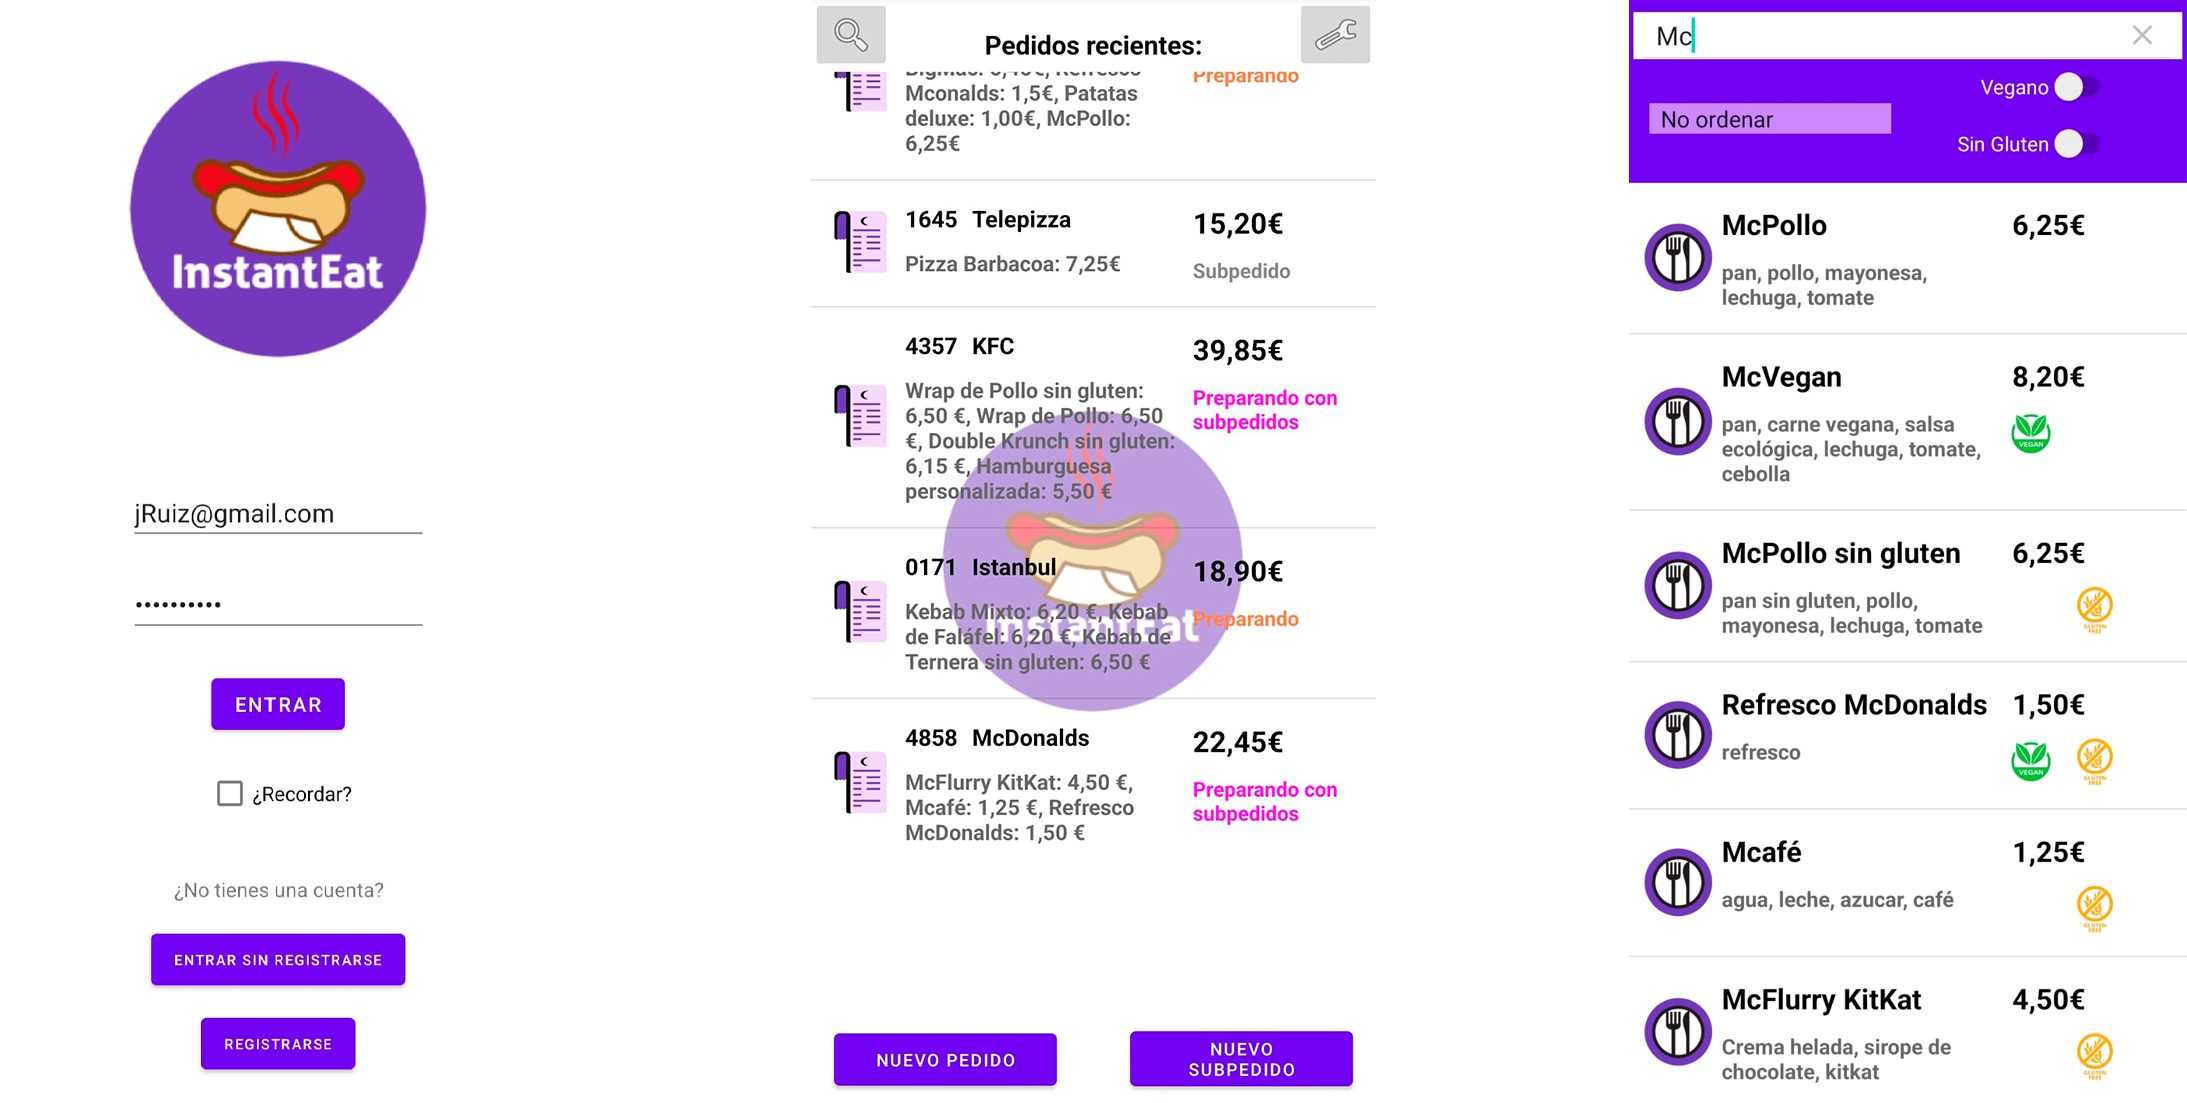 InstantEat
jRuiz@gmail.com
••••••••••
ENTRAR
¿Recordar?
¿No tienes una cuenta?
ENTRAR SIN REGISTRARSE
REGISTRARSE
Pedidos recientes:
BigMac: 5,45€, Refresco
Mconalds: 1,5€, Patatas
deluxe: 1,00€, McPollo:
6,25€
Preparando
1645 Telepizza
15,20€
Pizza Barbacoa: 7,25€
Subpedido
4357 KFC
39,85€
Wrap de Pollo sin gluten:
6,50 €, Wrap de Pollo: 6,50
€, Double Krunch sin gluten:
6,15 €, Hamburguesa
personalizada: 5,50 €
Preparando con
subpedidos
0171 Istanbul
18,90€
Kebab Mixto: 6,20 €, Kebab
de Faláfel: 6,20 €, Kebab de
Ternera sin gluten: 6,50 €
Preparando
InstantEat
4858 McDonalds
22,45€
McFlurry KitKat: 4,50 €,
Mcafé: 1,25 €, Refresco
McDonalds: 1,50 €
Preparando con
subpedidos
NUEVO PEDIDO
NUEVO
SUBPEDIDO
Mc
Vegano
No ordenar
Sin Gluten
McPollo
6,25€
pan, pollo, mayonesa,
lechuga, tomate
McVegan
8,20€
pan, carne vegana, salsa
ecológica, lechuga, tomate,
cebolla
VEGAN
McPollo sin gluten
6,25€
pan sin gluten, pollo,
mayonesa, lechuga, tomate
GLUTEN
FREE
Refresco McDonalds
1,50€
refresco
VEGAN
GLUTEN
FREE
Mcafé
1,25€
agua, leche, azucar, café
GLUTEN
FREE
McFlurry KitKat
4,50€
Crema helada, sirope de
chocolate, kitkat
GLUTEN
FREE